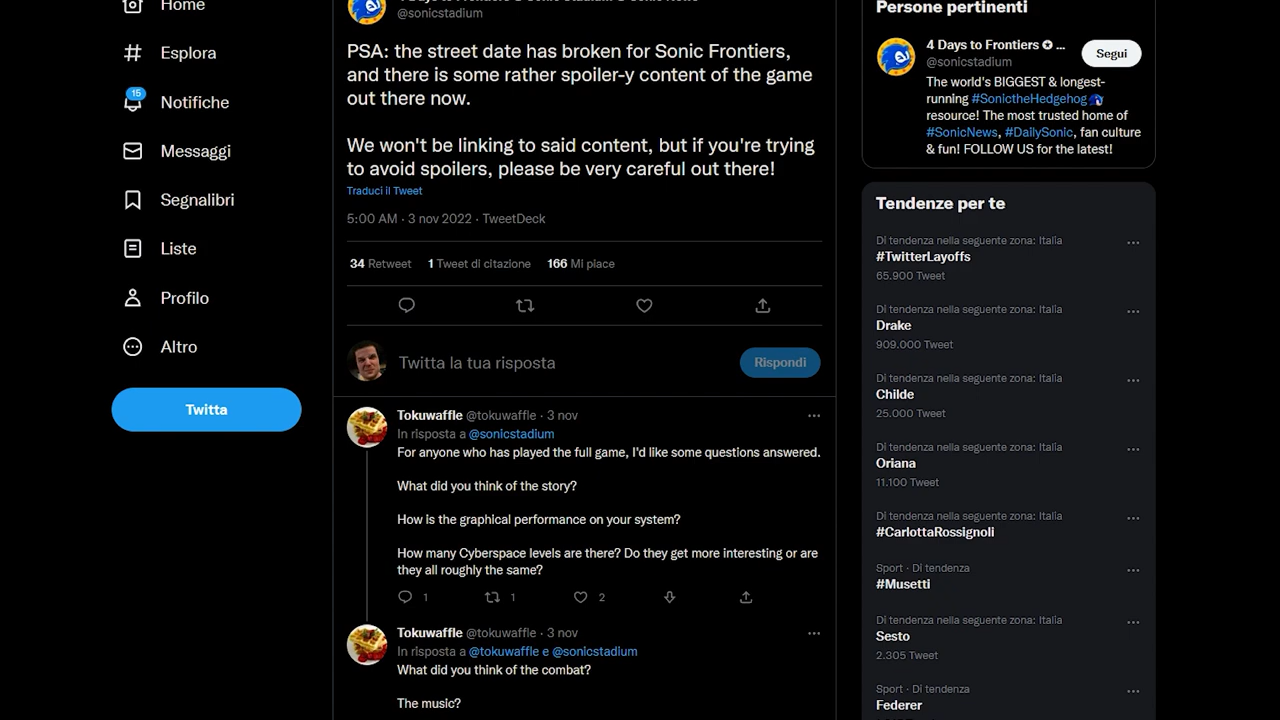 Home
Esplora
15
Notifiche
Messaggi
Segnalibri
Liste
Profilo
Altro
Twitta
@sonicstadium
PSA: the street date has broken for Sonic Frontiers,
and there is some rather spoiler-y content of the game
out there now.
We won't be linking to said content, but if you're trying
to avoid spoilers, please be very careful out there!
Traduci il Tweet
5:00 AM · 3 nov 2022 · TweetDeck
34 Retweet 1 Tweet di citazione 166 Mi piace
Twitta la tua risposta
Rispondi
Tokuwaffle @tokuwaffle · 3 nov
In risposta a @sonicstadium
For anyone who has played the full game, I'd like some questions answered.
What did you think of the story?
How is the graphical performance on your system?
How many Cyberspace levels are there? Do they get more interesting or are
they all roughly the same?
1 1 2
Tokuwaffle @tokuwaffle · 3 nov
In risposta a @tokuwaffle e @sonicstadium
What did you think of the combat?
The music?
Persone pertinenti
4 Days to Frontiers ✪ ...
@sonicstadium
Segui
The world's BIGGEST & longest-
running #SonictheHedgehog
resource! The most trusted home of
#SonicNews, #DailySonic, fan culture
& fun! FOLLOW US for the latest!
Tendenze per te
Di tendenza nella seguente zona: Italia
#TwitterLayoffs
65.900 Tweet
Di tendenza nella seguente zona: Italia
Drake
909.000 Tweet
Di tendenza nella seguente zona: Italia
Childe
25.000 Tweet
Di tendenza nella seguente zona: Italia
Oriana
11.100 Tweet
Di tendenza nella seguente zona: Italia
#CarlottaRossignoli
Sport · Di tendenza
#Musetti
Di tendenza nella seguente zona: Italia
Sesto
2.305 Tweet
Sport · Di tendenza
Federer